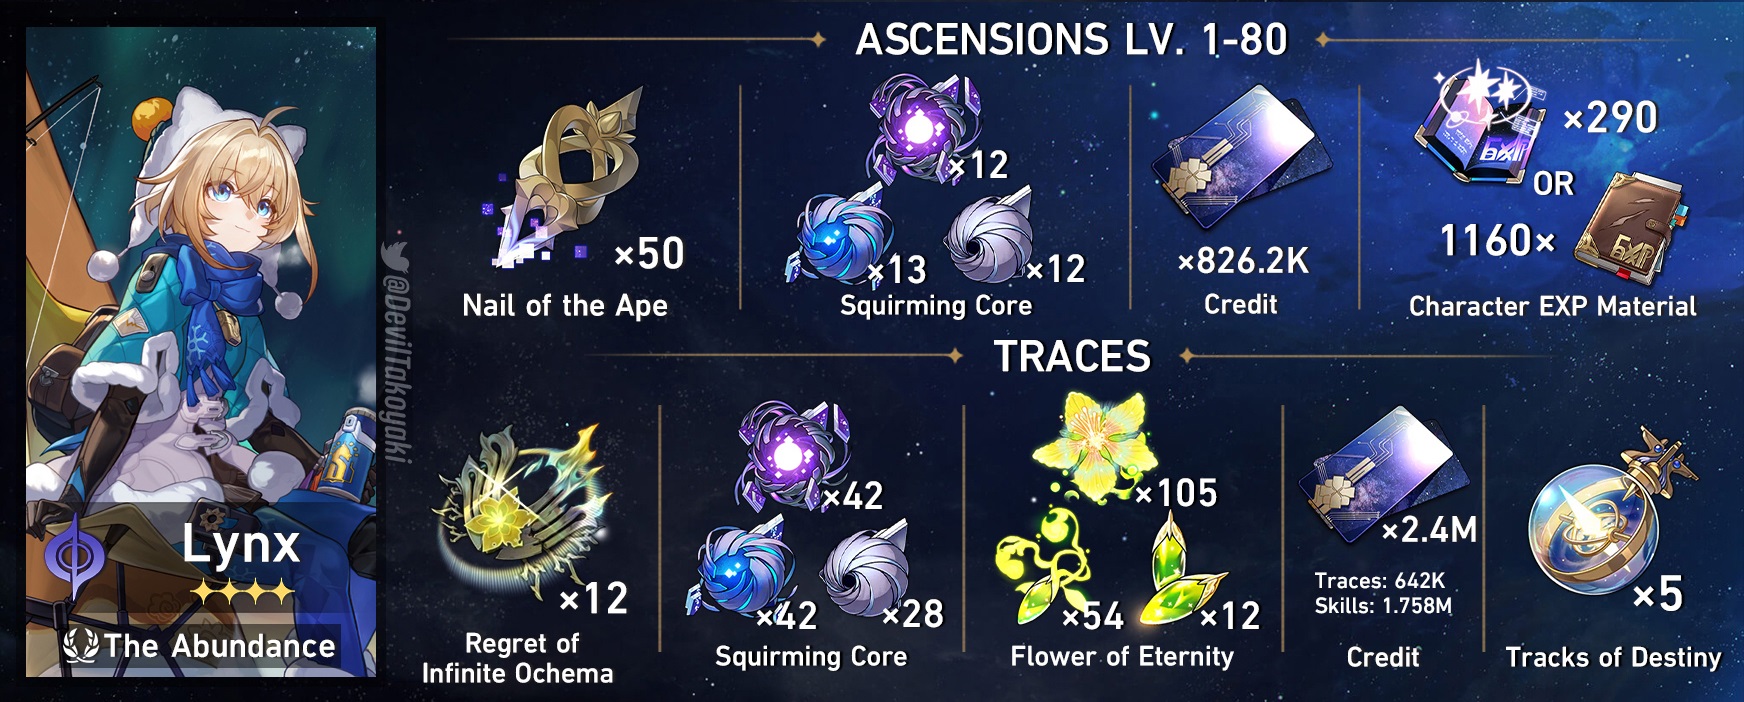 ASCENSIONS LV. 1-80
×50
Nail of the Ape
×12
×13
×12
Squirming Core
×826.2K
Credit
EXP
×290
OR
1160×
EXP
Character EXP Material
@DevilTakoyaki
TRACES
×12
Regret of
Infinite Ochema
×42
×42
×28
Squirming Core
×105
×54
×12
Flower of Eternity
×2.4M
Traces: 642K
Skills: 1.758M
Credit
×5
Tracks of Destiny
Lynx
The Abundance